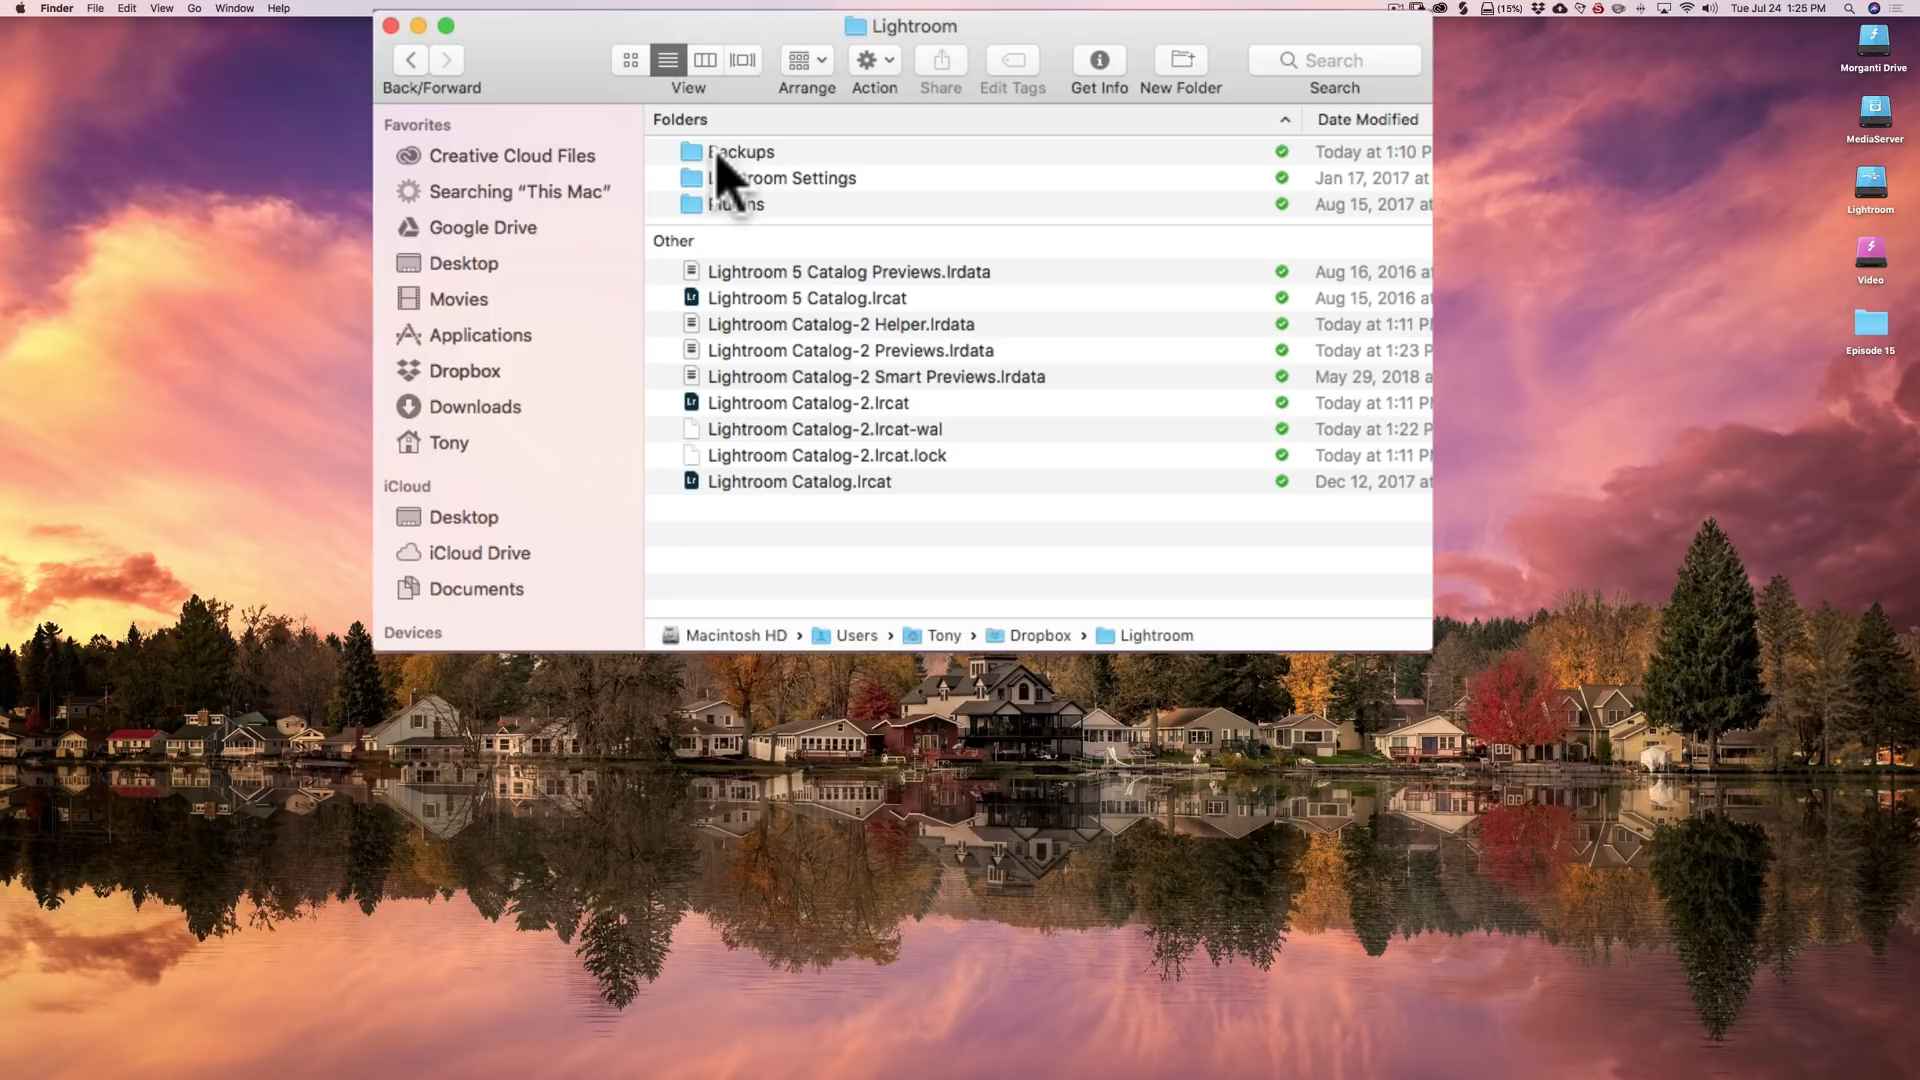 Finder File Edit View Go Window Help
(15%) Tue Jul 24 1:25 PM
Lightroom
Back/Forward View Arrange Action Share Edit Tags Get Info New Folder Search
Search
Favorites
Creative Cloud Files
Searching “This Mac”
Google Drive
Desktop
Movies
Applications
Dropbox
Downloads
Tony
iCloud
Desktop
iCloud Drive
Documents
Devices
Folders Date Modified
Backups Today at 1:10 P
Settings Jan 17, 2017 at
Aug 15, 2017 at
Other
Lightroom 5 Catalog Previews.lrdata Aug 16, 2016 at
Lightroom 5 Catalog.lrcat Aug 15, 2016 at
Lightroom Catalog-2 Helper.lrdata Today at 1:11 P
Lightroom Catalog-2 Previews.lrdata Today at 1:23 P
Lightroom Catalog-2 Smart Previews.lrdata May 29, 2018 a
Lightroom Catalog-2.lrcat Today at 1:11 P
Lightroom Catalog-2.lrcat-wal Today at 1:22 P
Lightroom Catalog-2.lrcat.lock Today at 1:11 P
Lightroom Catalog.lrcat Dec 12, 2017 at
Macintosh HD › Users › Tony › Dropbox › Lightroom
Morganti Drive
MediaServer
Lightroom
Video
Episode 15